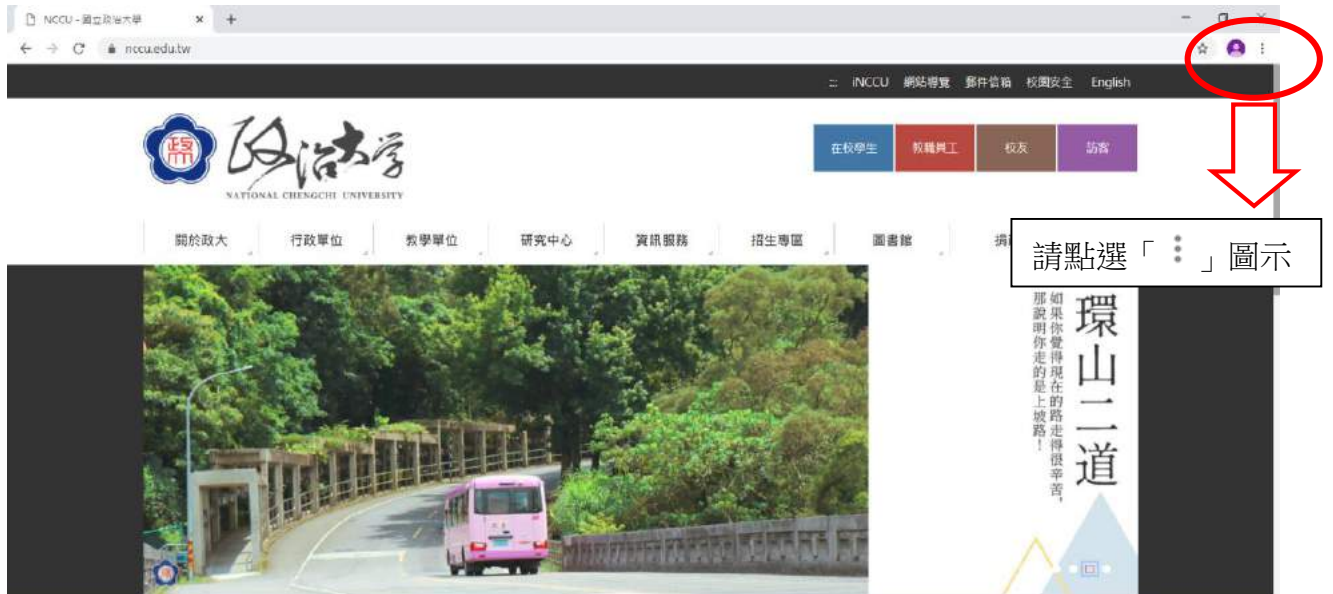 NCCU - 國立政治大學
nccu.edu.tw
iNCCU 網站導覽 郵件信箱 校園安全 English
政治大学
NATIONAL CHENGCHI UNIVERSITY
在校學生 教職員工 校友 訪客
關於政大 行政單位 教學單位 研究中心 資訊服務 招生專區 圖書館
請點選「⋮」圖示
環山二道
如果你覺得現在的路走得很辛苦，
那說明你走的是上坡路！